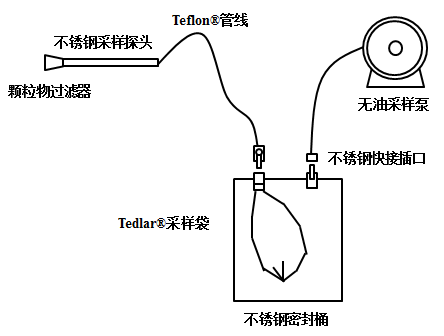 Teflon®管线
不锈钢采样探头
颗粒物过滤器
无油采样泵
不锈钢快接插口
Tedlar®采样袋
不锈钢密封桶